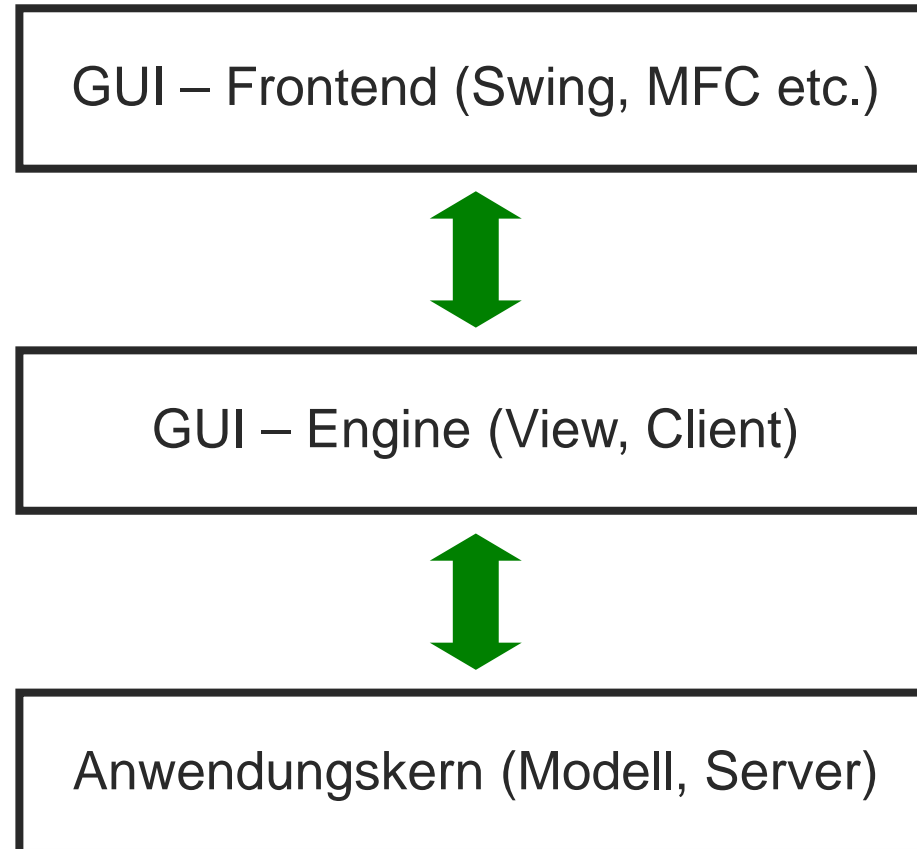 GUI – Frontend (Swing, MFC etc.)
GUI – Engine (View, Client)
Anwendungskern (Modell, Server)